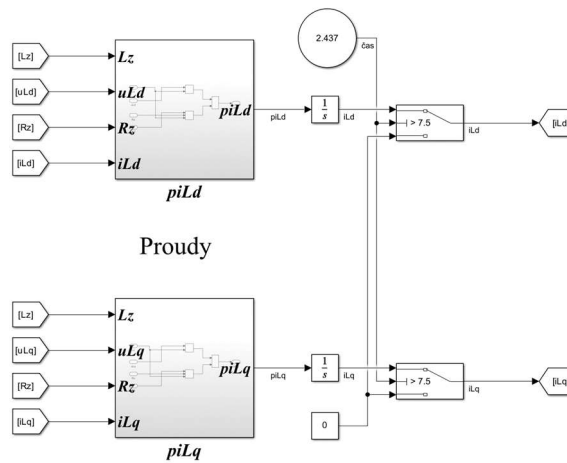 2.437
čas
[Lz]
[uLd]
[Rz]
[iLd]
Lz
uLd
Rz
iLd
piLd
piLd
piLd
1
s
iLd
> 7.5
iLd
[iLd
Proudy
[Lz]
[uLq]
[Rz]
[iLq]
Lz
uLq
Rz
iLq
piLq
piLq
piLq
1
s
iLq
> 7.5
iLq
[iLq
0